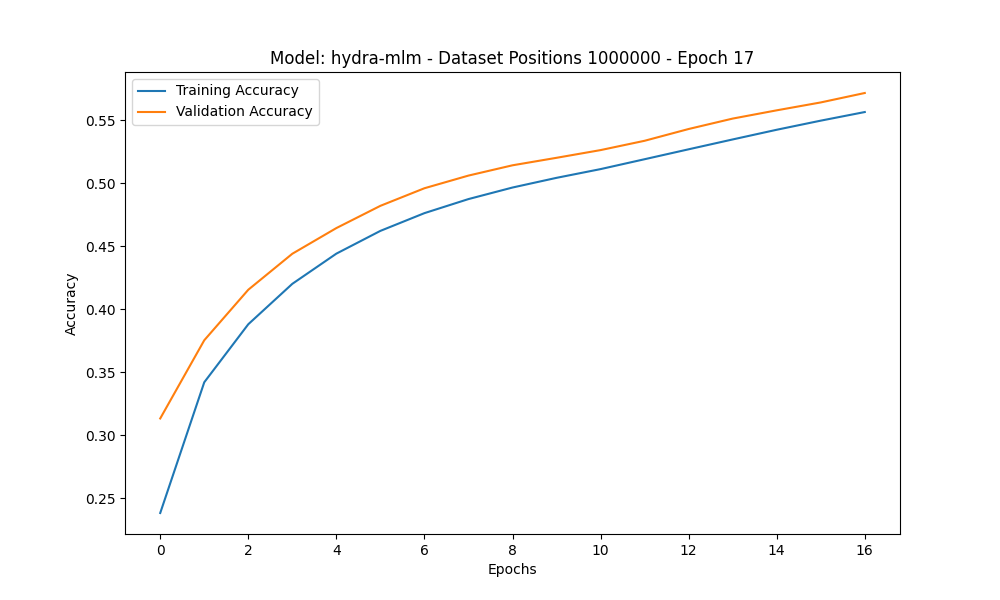 Model: hydra-mlm - Dataset Positions 1000000 - Epoch 17
Training Accuracy
Validation Accuracy
0.55
0.50
0.45
0.40
0.35
0.30
0.25
Accuracy
0 2 4 6 8 10 12 14 16
Epochs